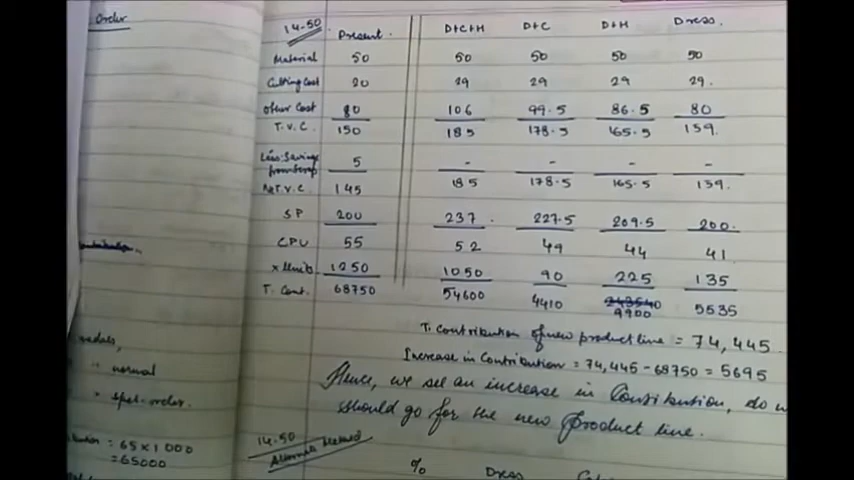 Order
14-50 Present D+C+H D+C D+H Dress.
Material 50 50 50 50 50
Cutting Cost 20 29 29 29 29.
Other Cost 80 106 99.5 86.5 80
T.V.C. 150 185 178.5 165.5 159.
Less: Savings from Scrap 5 - - - -
Net T.V.C. 145 185 178.5 165.5 159.
SP 200 237. 227.5 209.5 200.
CPU 55 52 49 44 41
x Units 1250 1050 90 225 135
T. Cont. 68750 54600 4410 9900 5535
T. Contribution of new product line = 74,445.
Increase in Contribution = 74,445 - 68750 = 5695
Hence, we see an increase in Contribution, so
should go for the new product line.
normal
spl-order.
= 65 x 1000
= 65000
14-50
Alternate Method
% Dress